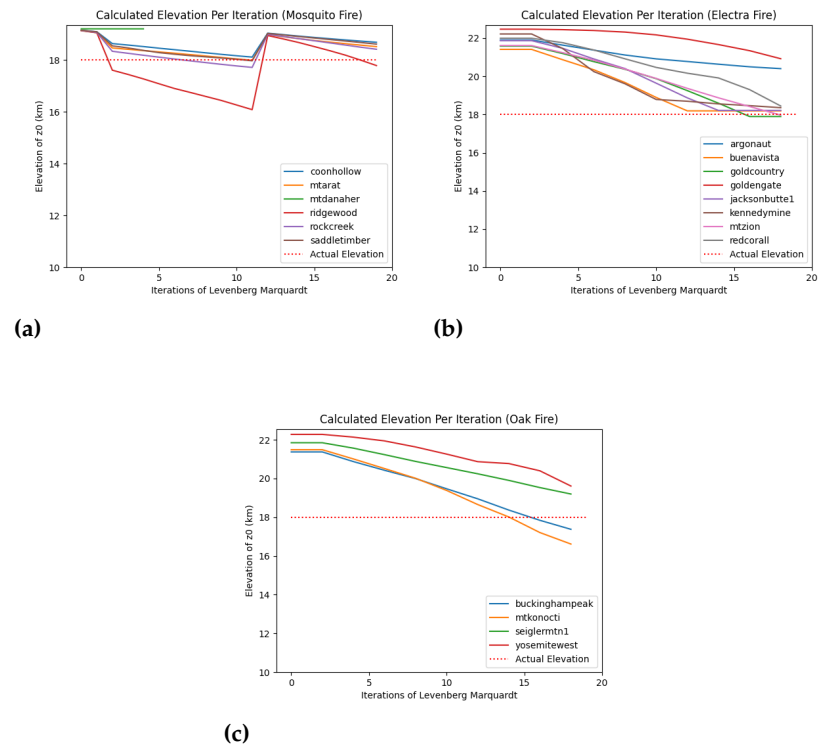 Calculated Elevation Per Iteration (Mosquito Fire)
Elevation of z0 (km)
18
16
14
12
10
0
5
10
15
20
Iterations of Levenberg Marquardt
coonhollow
mtarat
mtdanaher
ridgewood
rockcreek
saddletimber
Actual Elevation
(a)
Calculated Elevation Per Iteration (Electra Fire)
Elevation of z0 (km)
22
20
18
16
14
12
10
0
5
10
15
20
Iterations of Levenberg Marquardt
argonaut
buenavista
goldcountry
goldengate
jacksonbutte1
kennedymine
mtzion
redcorall
Actual Elevation
(b)
Calculated Elevation Per Iteration (Oak Fire)
Elevation of z0 (km)
22
20
18
16
14
12
10
0
5
10
15
20
Iterations of Levenberg Marquardt
buckinghampeak
mtkonocti
seiglermtn1
yosemitewest
Actual Elevation
(c)